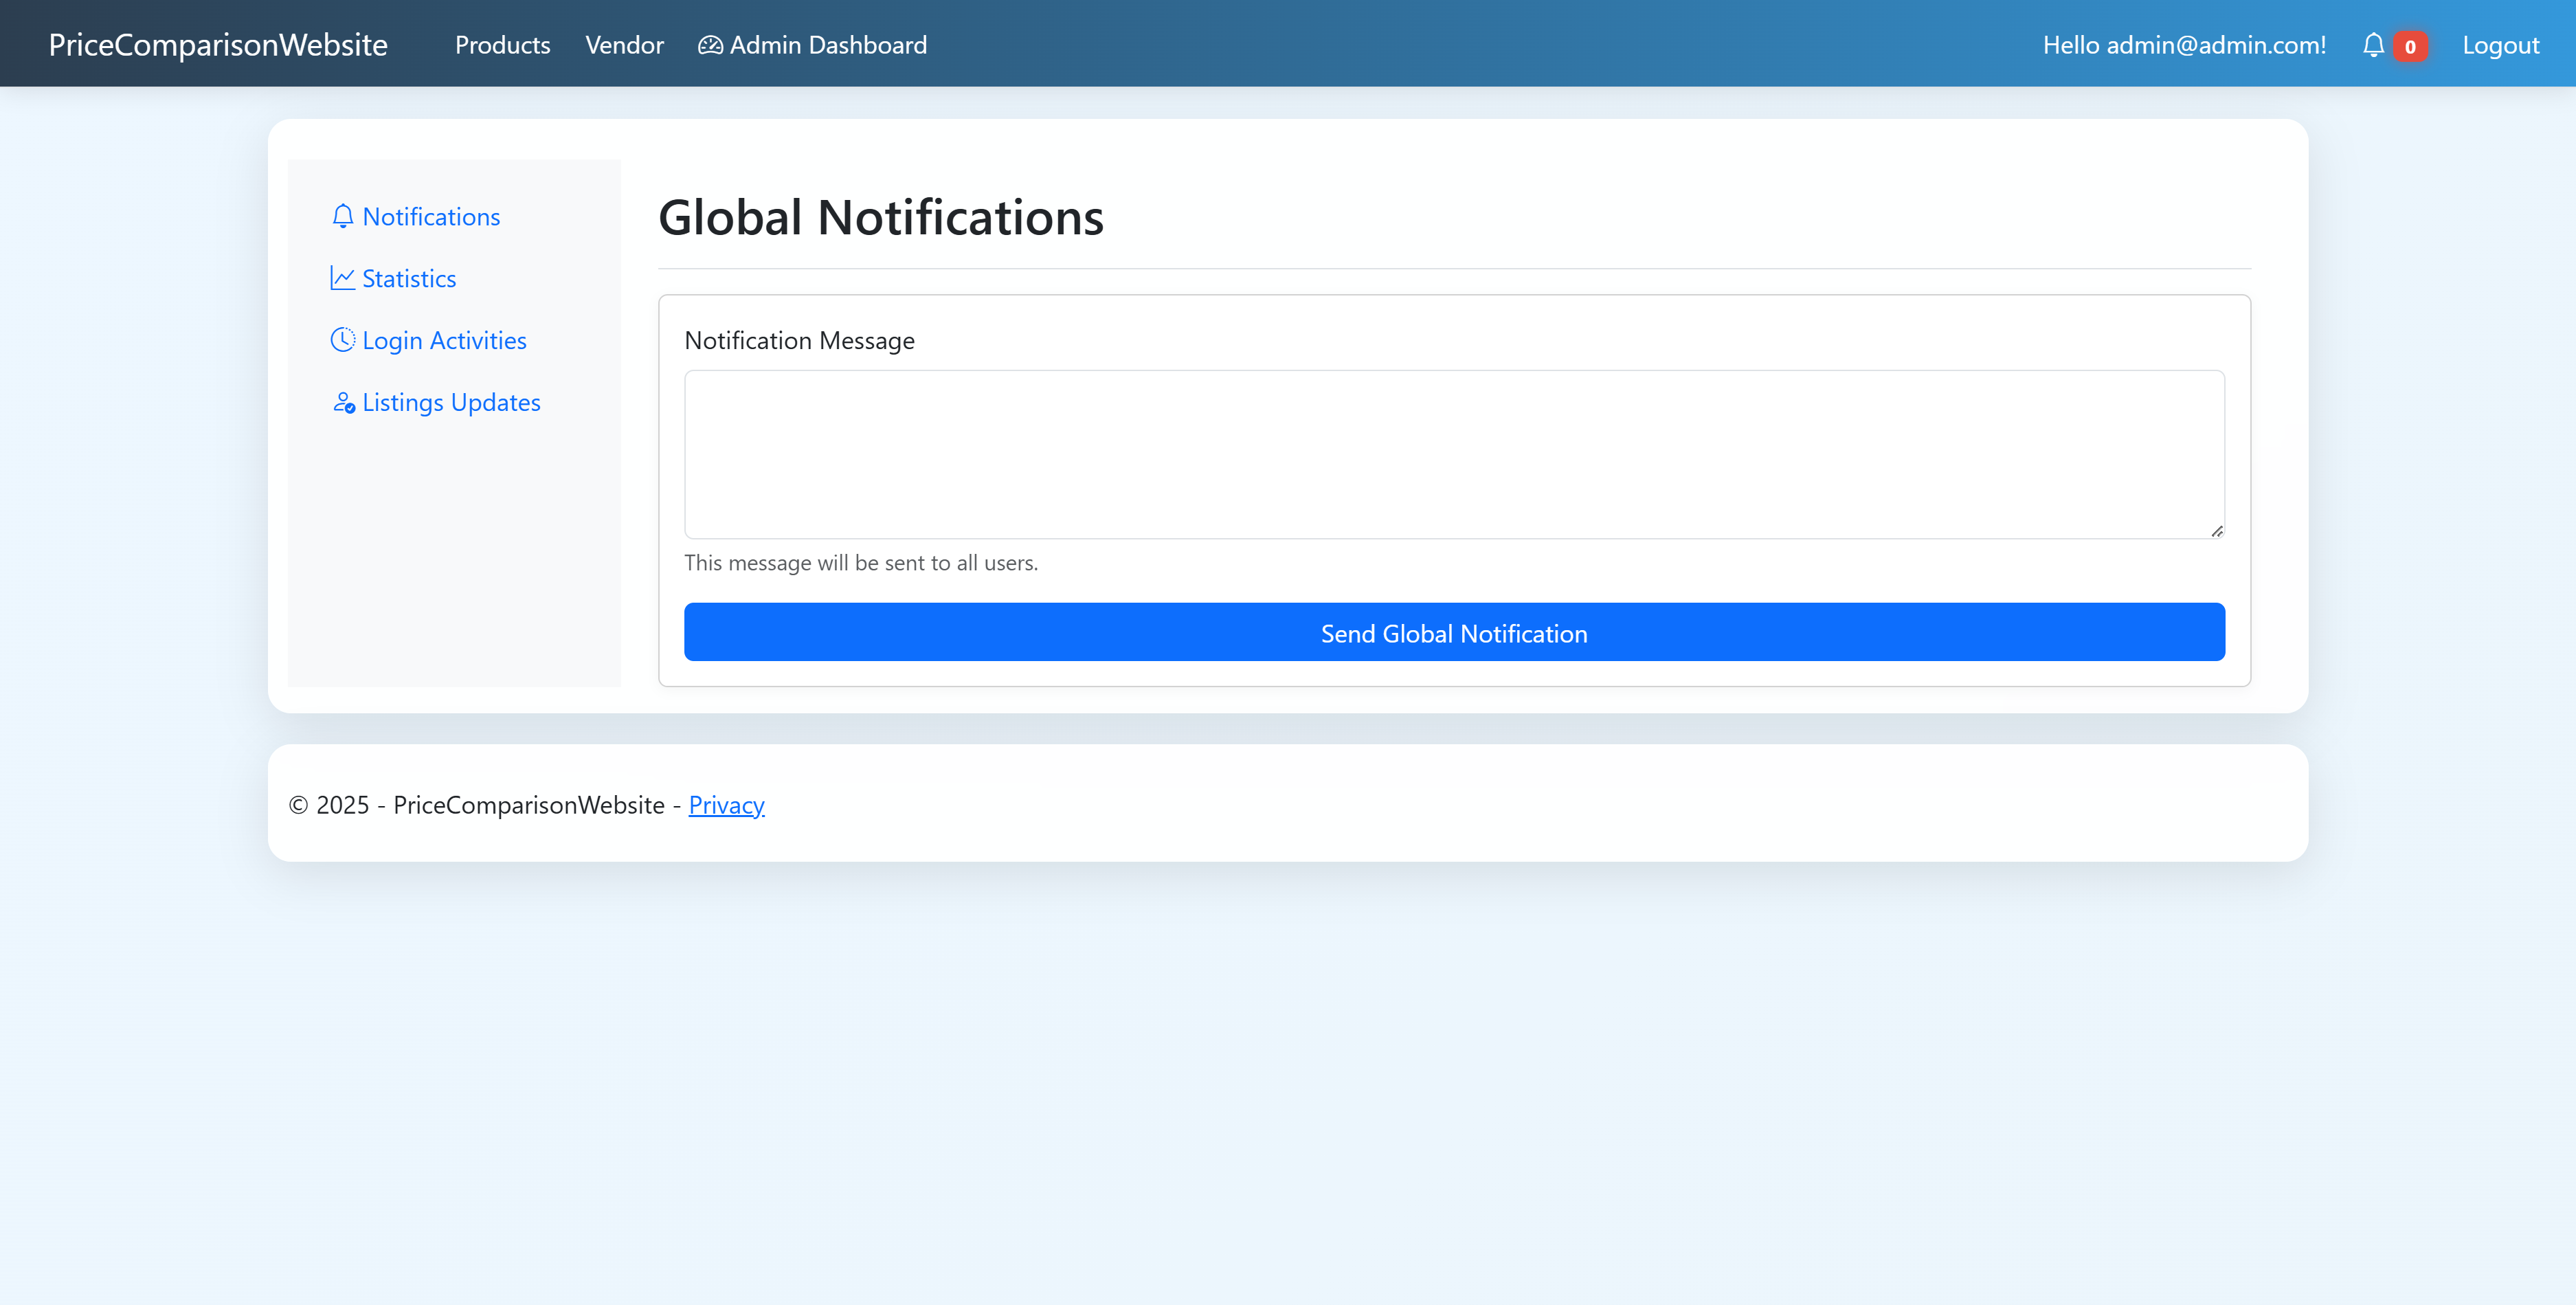 PriceComparisonWebsite Products Vendor Admin Dashboard Hello admin@admin.com! 0 Logout
Notifications
Statistics
Login Activities
Listings Updates
Global Notifications
Notification Message
This message will be sent to all users.
Send Global Notification
© 2025 - PriceComparisonWebsite - Privacy